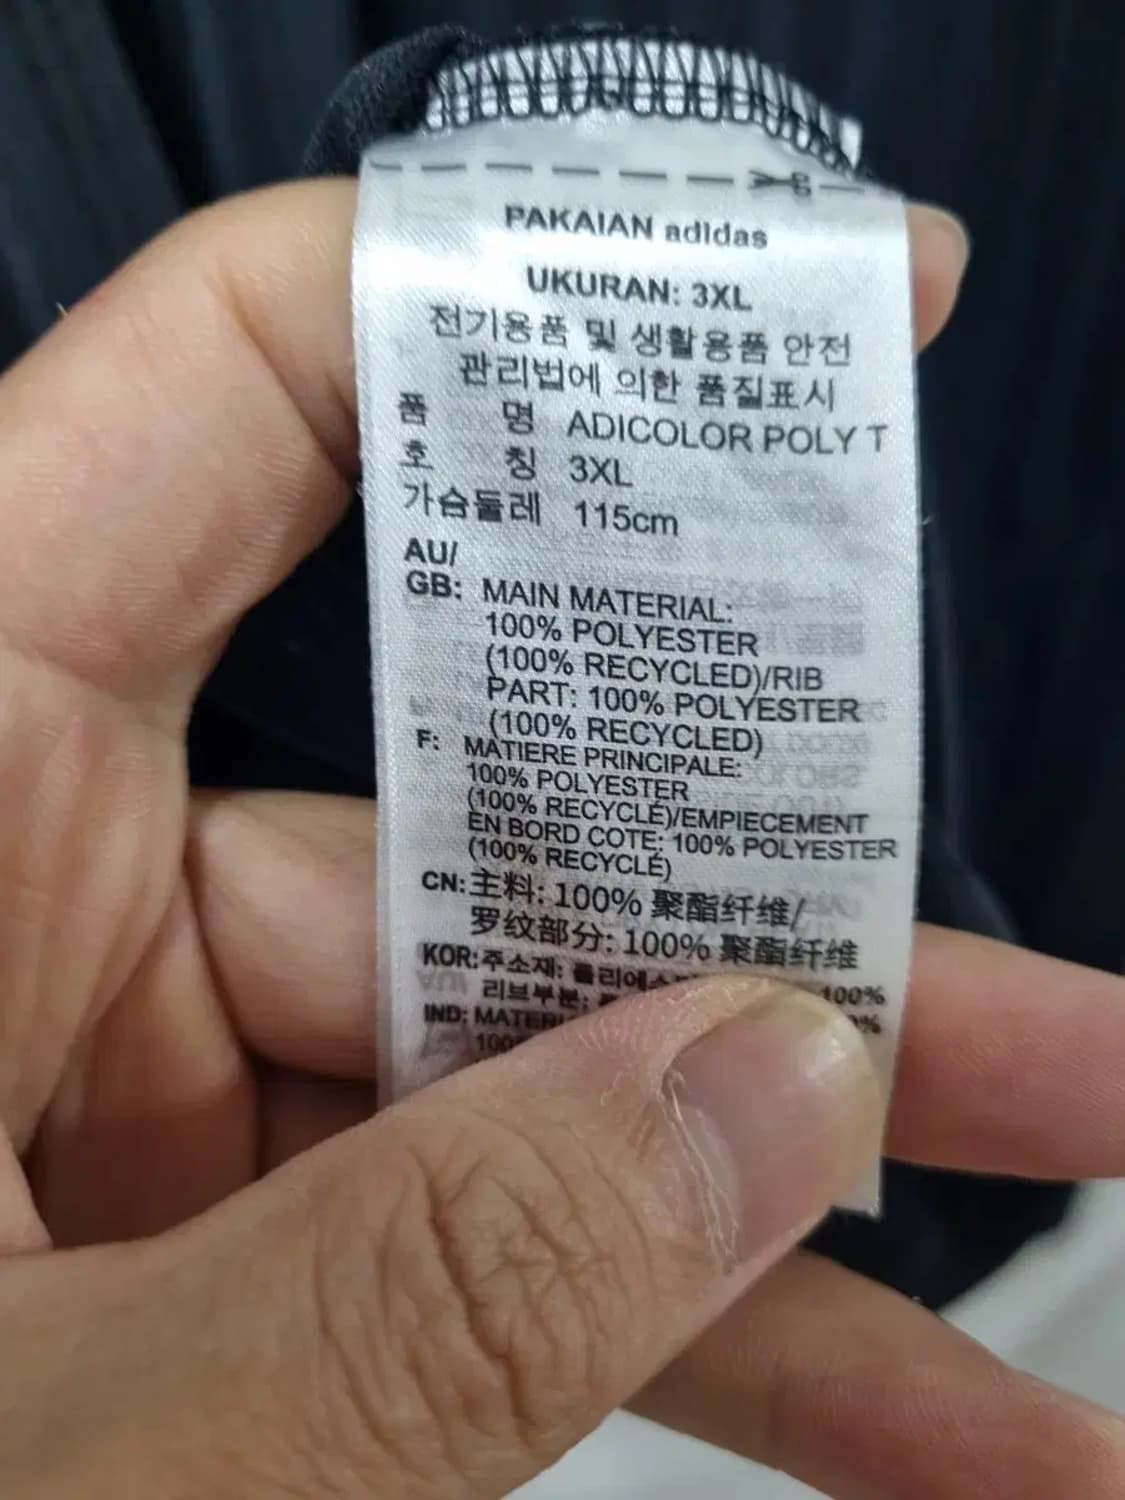 PAKAIAN adidas
UKURAN: 3XL
전기용품 및 생활용품 안전
관리법에 의한 품질표시
품 명 ADICOLOR POLY T
호 칭 3XL
가슴둘레 115cm
AU/
GB: MAIN MATERIAL:
100% POLYESTER
(100% RECYCLED)/RIB
PART: 100% POLYESTER
(100% RECYCLED)
F: MATIERE PRINCIPALE:
100% POLYESTER
(100% RECYCLÉ)/EMPIECEMENT
EN BORD COTE: 100% POLYESTER
(100% RECYCLÉ)
CN: 主料: 100% 聚酯纤维/
罗纹部分: 100% 聚酯纤维
KOR: 주소재: 100%
리브부분:
IND: